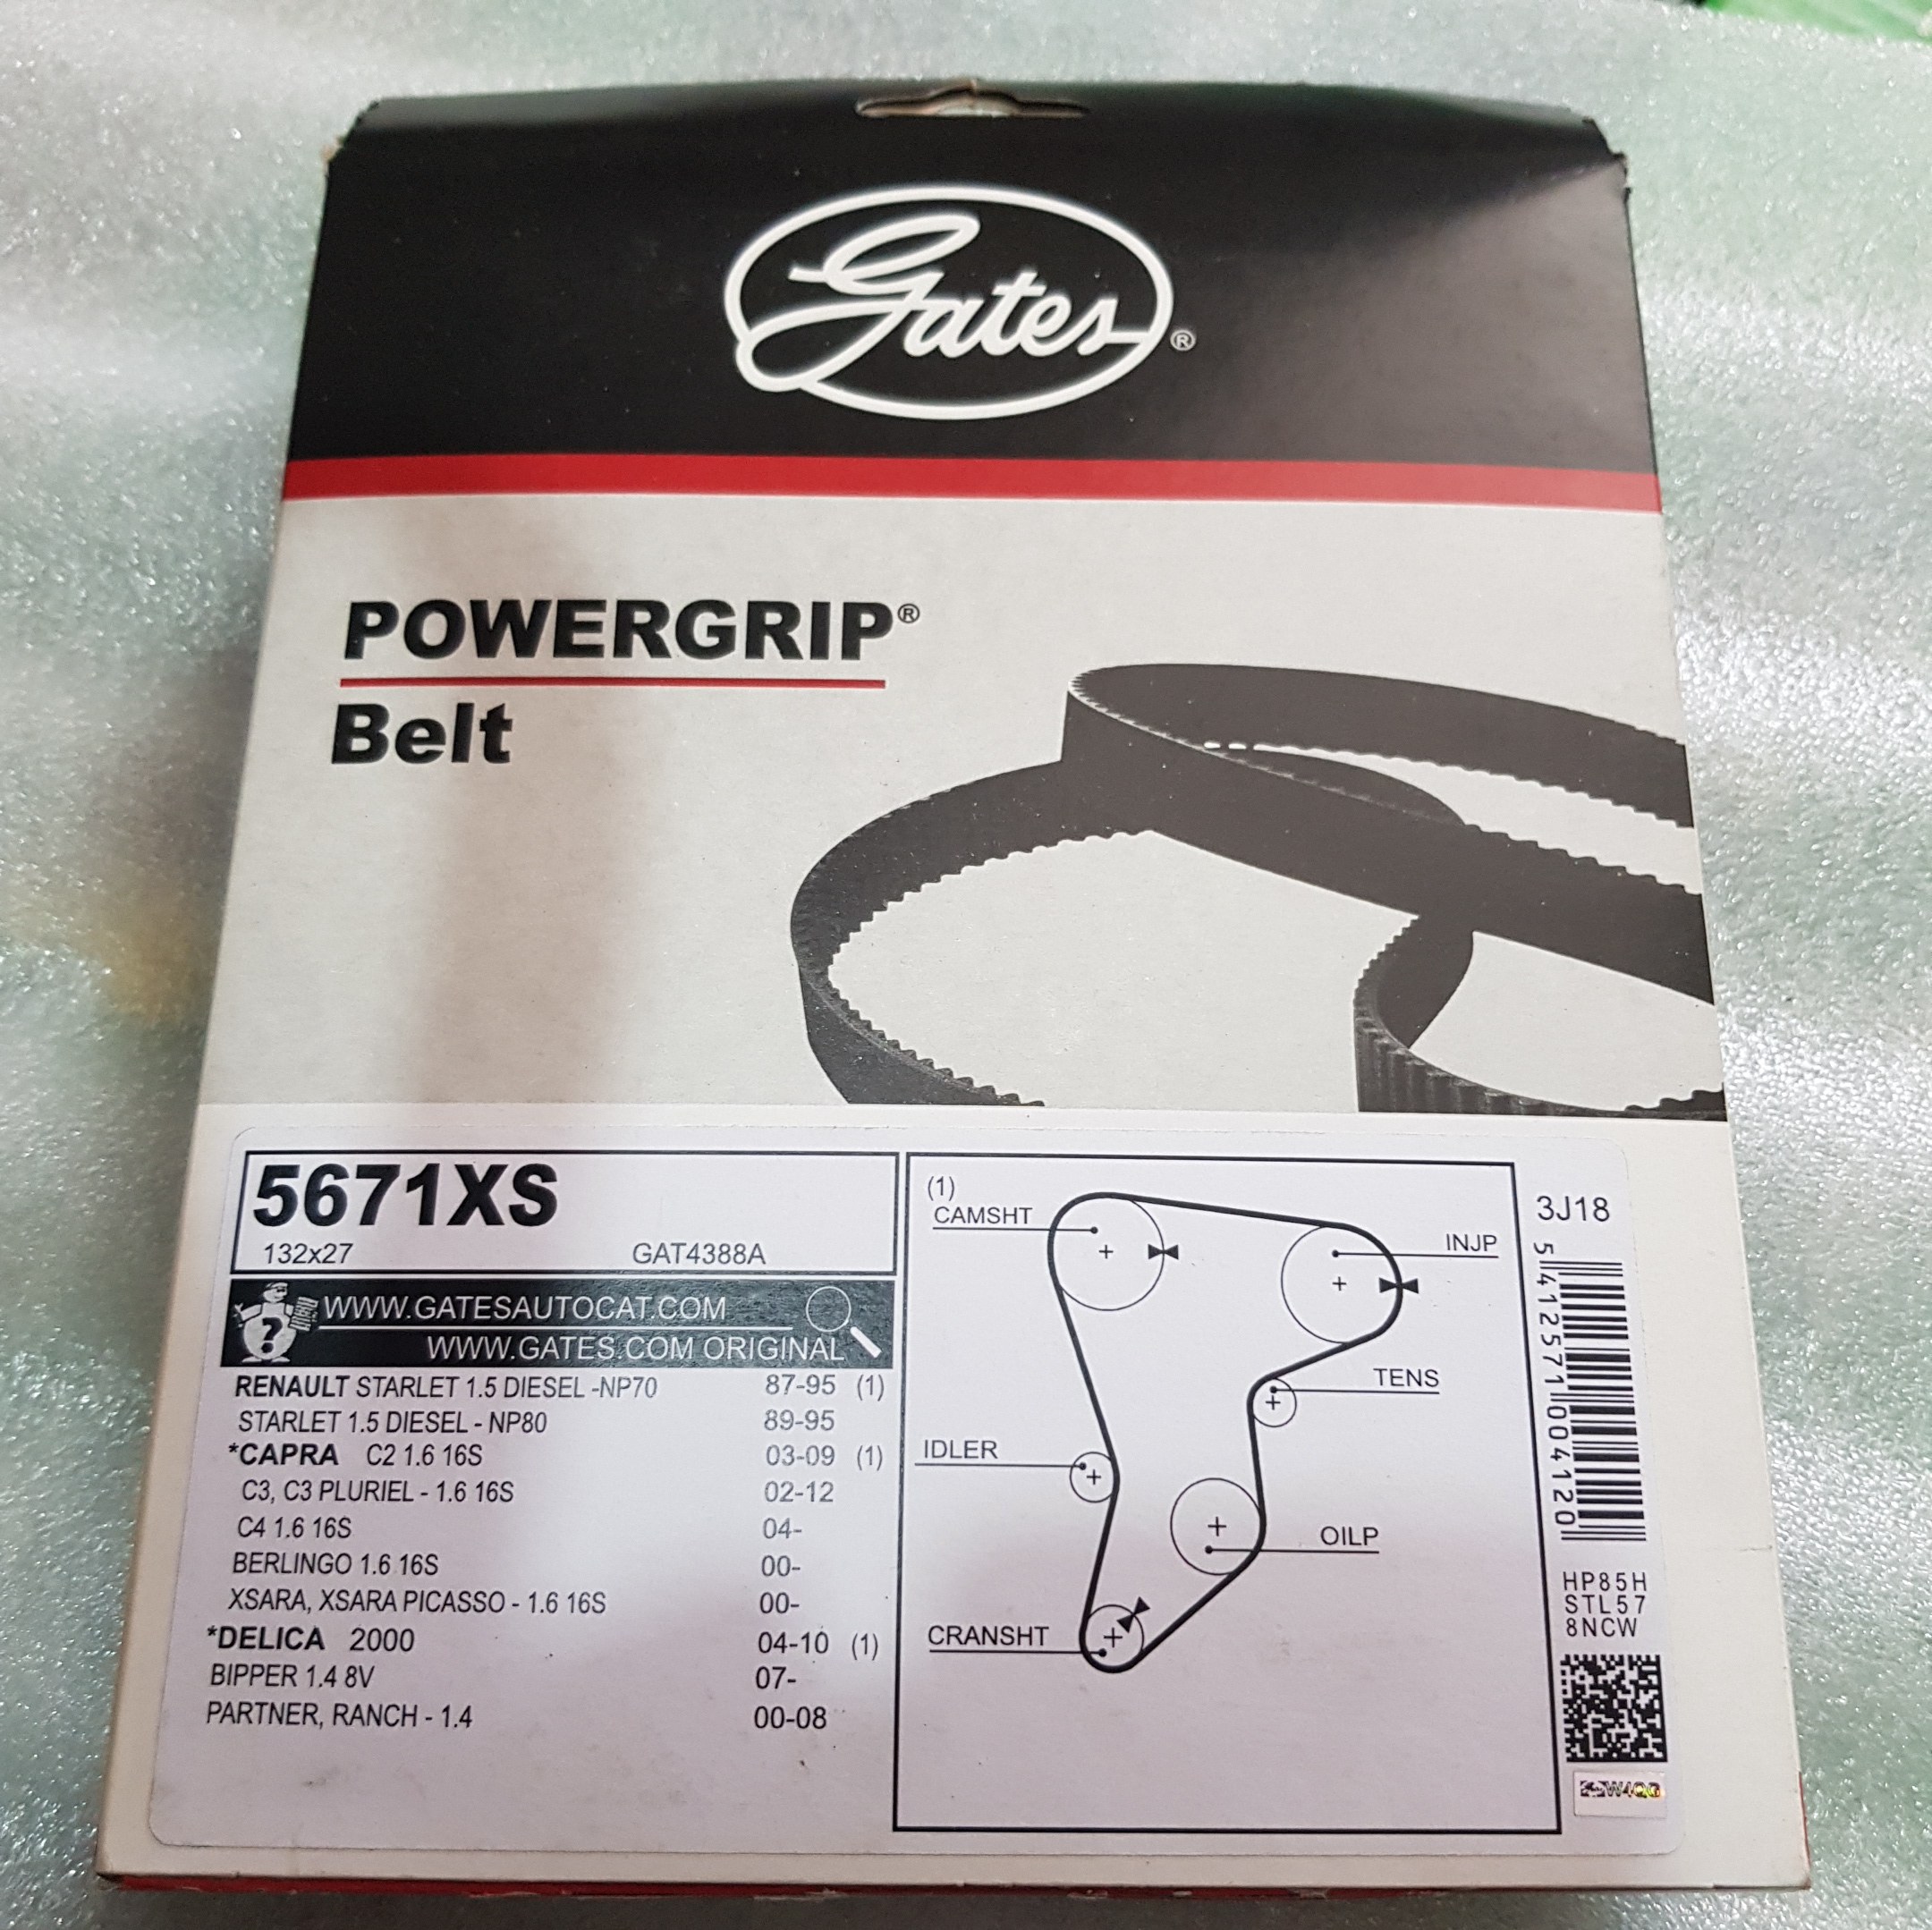 Gates®
POWERGRIP®
Belt
5671XS
132x27 GAT4388A
WWW.GATESAUTOCAT.COM
WWW.GATES.COM ORIGINAL
RENAULT STARLET 1.5 DIESEL -NP70 87-95 (1)
STARLET 1.5 DIESEL - NP80 89-95
*CAPRA C2 1.6 16S 03-09 (1)
C3, C3 PLURIEL - 1.6 16S 02-12
C4 1.6 16S 04-
BERLINGO 1.6 16S 00-
XSARA, XSARA PICASSO - 1.6 16S 00-
*DELICA 2000 04-10 (1)
BIPPER 1.4 8V 07-
PARTNER, RANCH - 1.4 00-08
(1)
CAMSHT
INJP
TENS
IDLER
OILP
CRANSHT
3J18
5 412571 004120
HP85H
STL57
8NCW